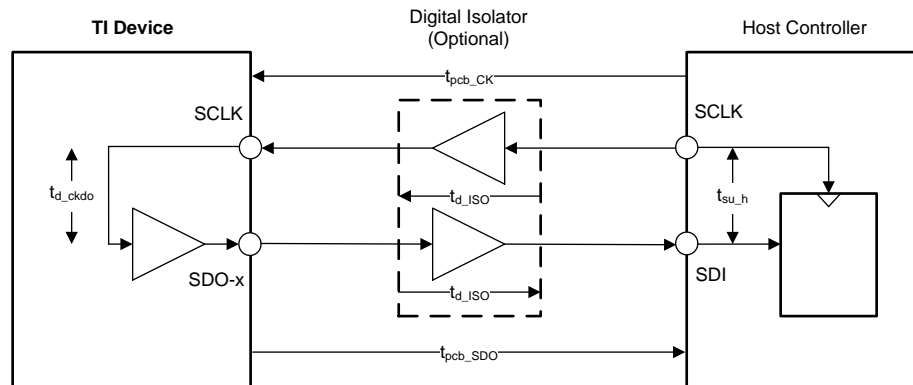 TI Device
Digital Isolator
(Optional)
Host Controller
tpcb_CK
SCLK
SCLK
td_ckdo
td_ISO
tsu_h
SDO-x
SDI
td_ISO
tpcb_SDO